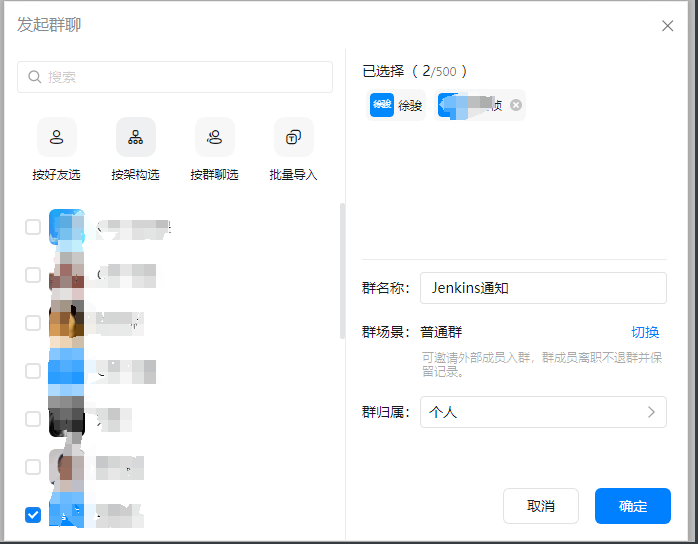 发起群聊
搜索
按好友选
按架构选
按群聊选
批量导入
已选择（ 2/500 ）
徐骏 徐骏
桢
群名称： Jenkins通知
群场景： 普通群 切换
可邀请外部成员入群，群成员离职不退群并保
留记录。
群归属： 个人
取消 确定